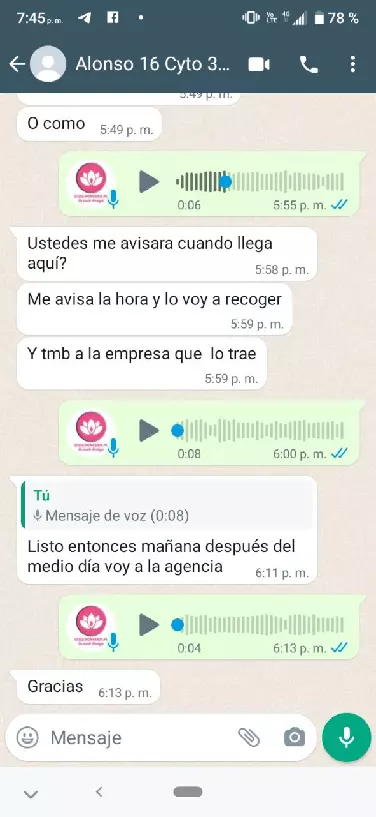 7:45 p. m. 78 %
Alonso 16 Cyto 3...
5:49 p. m.
O como 5:49 p. m.
0:06 5:55 p. m.
Ustedes me avisara cuando llega
aquí?
5:58 p. m.
Me avisa la hora y lo voy a recoger
5:59 p. m.
Y tmb a la empresa que lo trae
5:59 p. m.
0:08 6:00 p. m.
Tú
Mensaje de voz (0:08)
Listo entonces mañana después del
medio día voy a la agencia 6:11 p. m.
0:04 6:13 p. m.
Gracias 6:13 p. m.
Mensaje